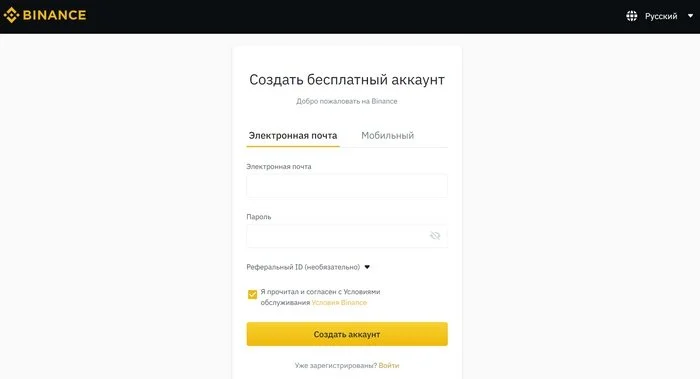 BINANCE
Русский
Создать бесплатный аккаунт
Добро пожаловать на Binance
Электронная почта
Мобильный
Электронная почта
Пароль
Реферальный ID (необязательно)
Я прочитал и согласен с Условиями
обслуживания Условия Binance
Создать аккаунт
Уже зарегистрированы? Войти